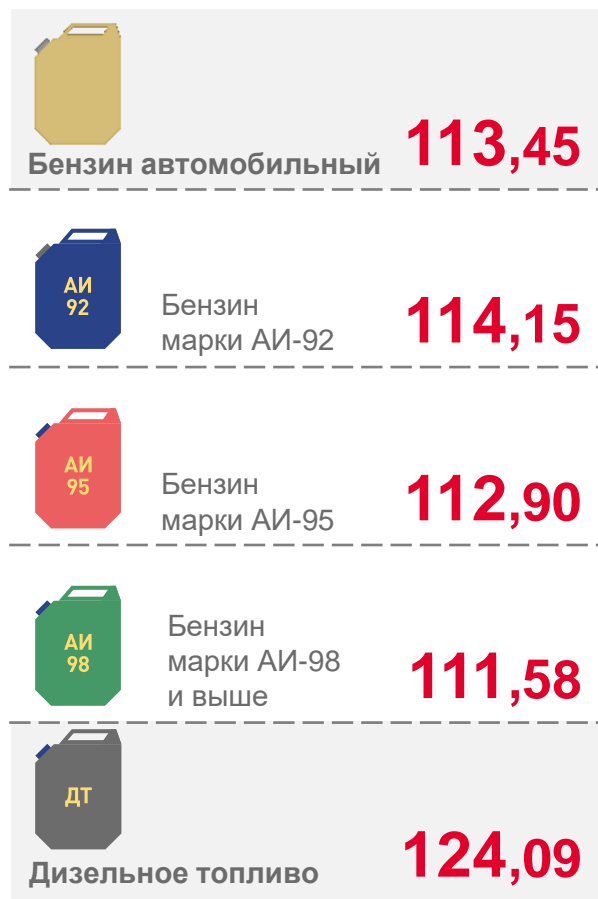 Бензин автомобильный
113,45
АИ
92
Бензин
марки АИ-92
114,15
АИ
95
Бензин
марки АИ-95
112,90
АИ
98
Бензин
марки АИ-98
и выше
111,58
ДТ
Дизельное топливо
124,09